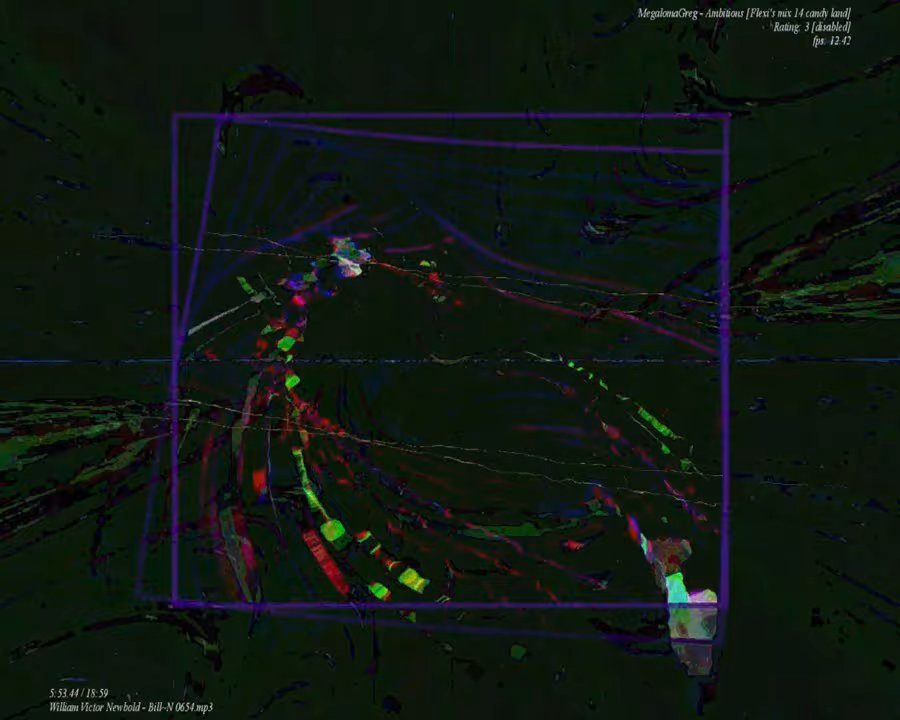 MegalomaGreg - Ambitions [Flexi's mix 14 candy land]
Rating: 3 [disabled]
fps: 12.42
5:53.44 / 18:59
William Victor Newbold - Bill-N 0654.mp3